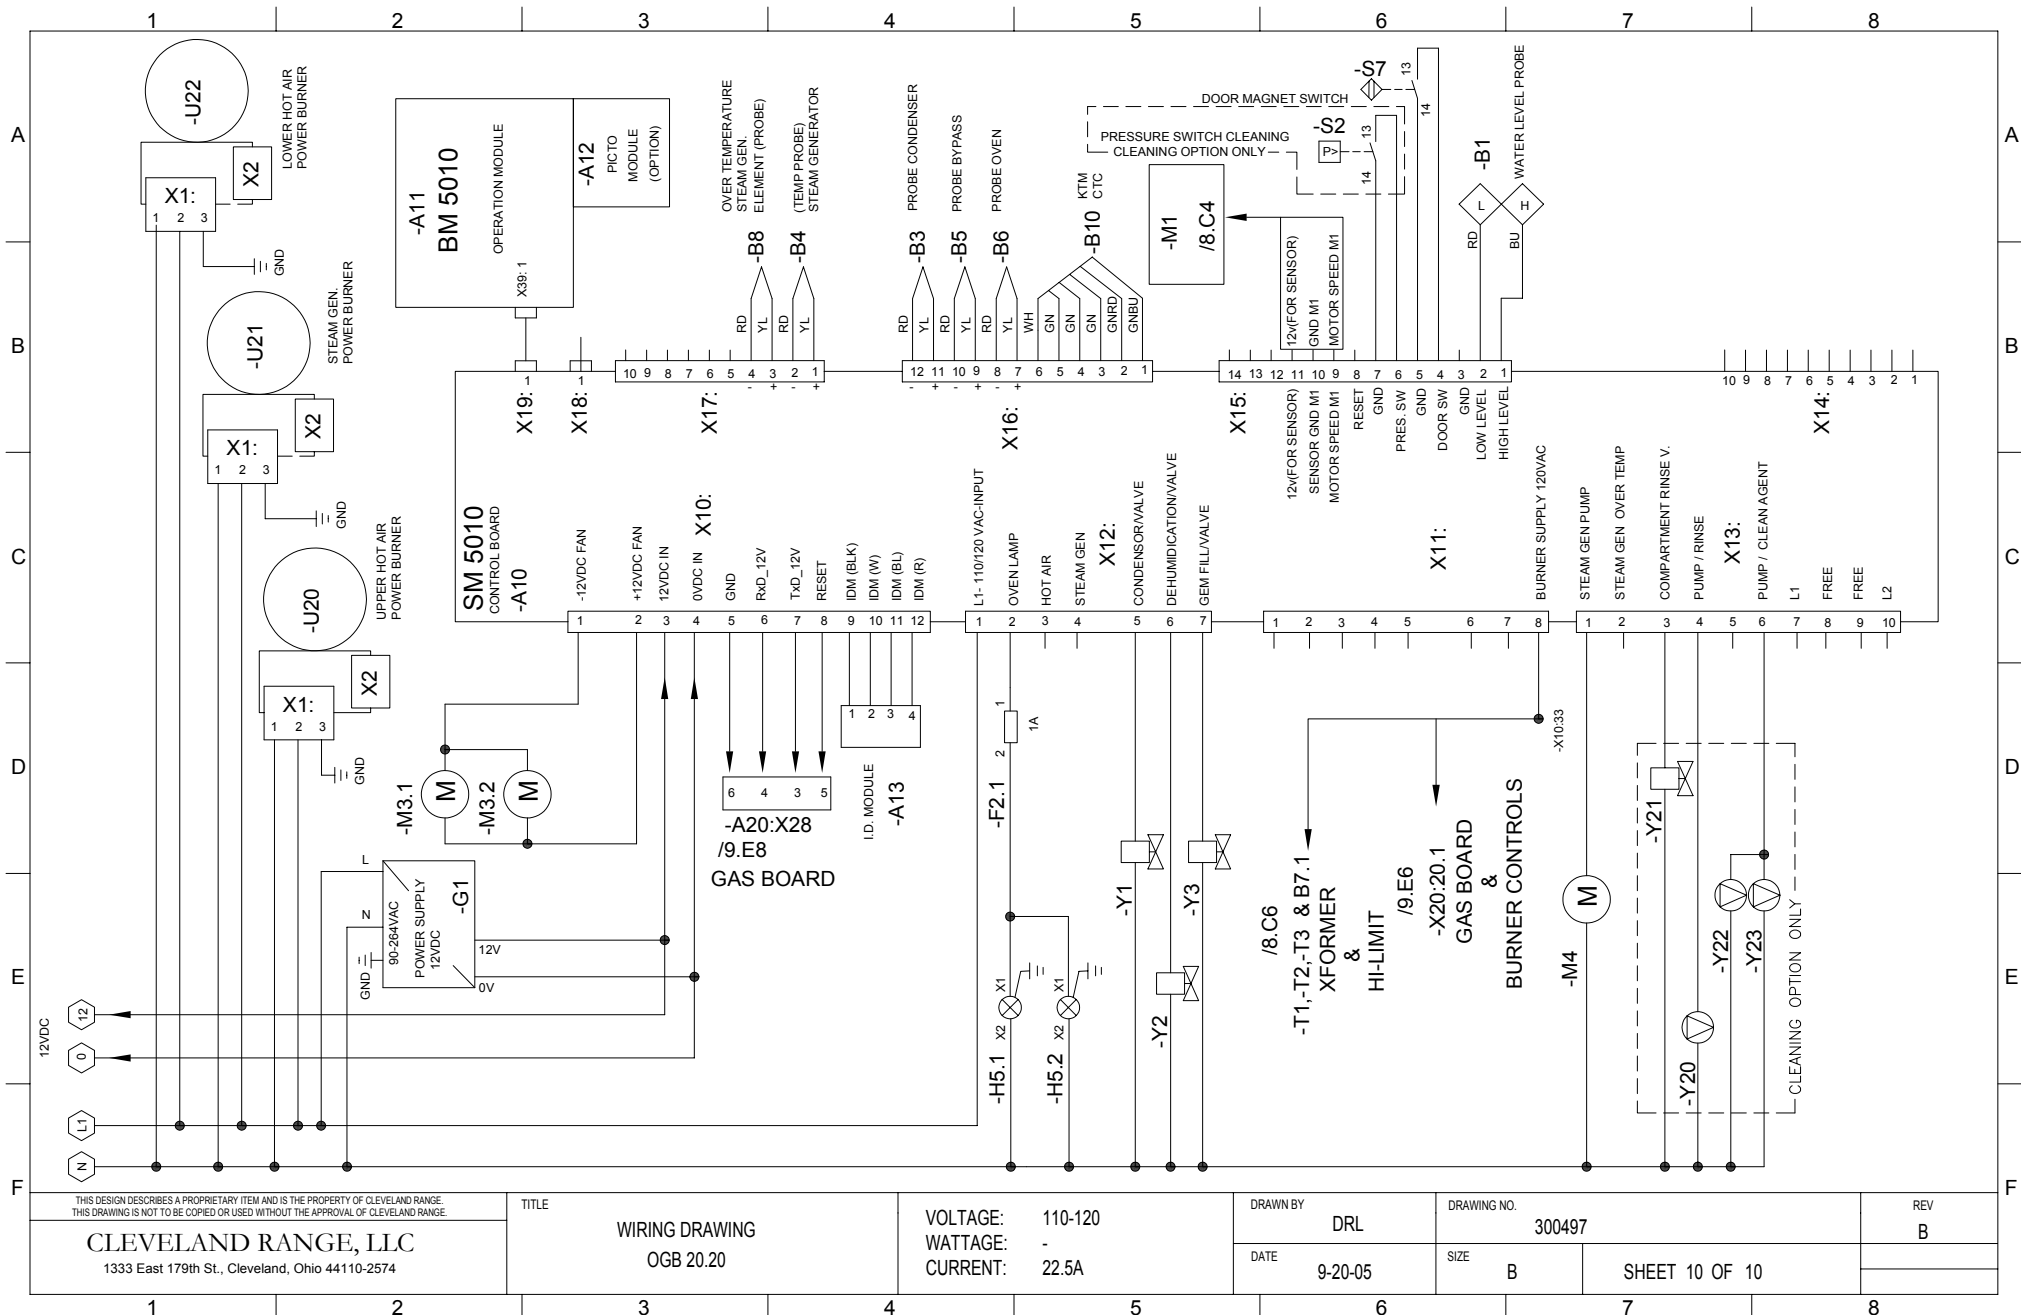 1 2 3 4 5 6 7 8
A
B
C
D
E
F
-U22
LOWER HOT AIR
POWER BURNER
X1:
X2
1 2 3
GND
-U21
STEAM GEN.
POWER BURNER
X1:
X2
1 2 3
GND
-U20
UPPER HOT AIR
POWER BURNER
X1:
X2
1 2 3
GND
-A11
BM 5010
OPERATION MODULE
X39: 1
-A12
PICTO
MODULE
(OPTION)
OVER TEMPERATURE
STEAM GEN.
ELEMENT (PROBE)
-B8
RD
YL
(TEMP PROBE)
STEAM GENERATOR
-B4
RD
YL
PROBE CONDENSER
-B3
RD
YL
PROBE BYPASS
-B5
RD
YL
PROBE OVEN
-B6
RD
YL
KTM
CTC
-B10
WH
GN
GN
GN
GNRD
GNBU
-M1
/8.C4
DOOR MAGNET SWITCH
-S7
13
14
PRESSURE SWITCH CLEANING
CLEANING OPTION ONLY
-S2
P>
13
14
-B1
WATER LEVEL PROBE
L
H
RD
BU
12v(FOR SENSOR)
GND M1
MOTOR SPEED M1
X19:
1
X18:
1
X17:
10 9 8 7 6 5 4 3 2 1
- + - +
X16:
12 11 10 9 8 7 6 5 4 3 2 1
- + - + - +
X15:
14 13 12 11 10 9 8 7 6 5 4 3 2 1
12v(FOR SENSOR)
SENSOR GND M1
MOTOR SPEED M1
RESET
GND
PRES. SW
GND
DOOR SW
GND
LOW LEVEL
HIGH LEVEL
X14:
10 9 8 7 6 5 4 3 2 1
SM 5010
CONTROL BOARD
-A10
X10:
-12VDC FAN
+12VDC FAN
12VDC IN
0VDC IN
GND
RxD_12V
TxD_12V
RESET
IDM (BLK)
IDM (W)
IDM (BL)
IDM (R)
1 2 3 4 5 6 7 8 9 10 11 12
X12:
L1- 110/120 VAC-INPUT
OVEN LAMP
HOT AIR
STEAM GEN
CONDENSOR/VALVE
DEHUMIDICATION/VALVE
GEM FILL/VALVE
1 2 3 4 5 6 7
X11:
BURNER SUPPLY 120VAC
1 2 3 4 5 6 7 8
X13:
STEAM GEN PUMP
STEAM GEN OVER TEMP
COMPARTMENT RINSE V.
PUMP / RINSE
PUMP / CLEAN AGENT
L1
FREE
FREE
L2
1 2 3 4 5 6 7 8 9 10
-M3.1
M
-M3.2
M
6 4 3 5
-A20:X28
/9.E8
GAS BOARD
1 2 3 4
I.D. MODULE
-A13
1
2
1A
-F2.1
-X10:33
L
N
GND
90-264VAC
POWER SUPPLY
12VDC
-G1
12V
0V
-H5.1
X1
X2
-H5.2
X1
X2
-Y1
-Y2
-Y3
/8.C6
-T1,-T2,-T3 & B7.1
XFORMER
&
HI-LIMIT
/9.E6
-X20:20.1
GAS BOARD
&
BURNER CONTROLS
-M4
M
-Y21
-Y22
-Y23
-Y20
CLEANING OPTION ONLY
12VDC
12
0
L1
N
THIS DESIGN DESCRIBES A PROPRIETARY ITEM AND IS THE PROPERTY OF CLEVELAND RANGE.
THIS DRAWING IS NOT TO BE COPIED OR USED WITHOUT THE APPROVAL OF CLEVELAND RANGE.
CLEVELAND RANGE, LLC
1333 East 179th St., Cleveland, Ohio 44110-2574
TITLE
WIRING DRAWING
OGB 20.20
VOLTAGE: 110-120
WATTAGE: -
CURRENT: 22.5A
DRAWN BY
DRL
DATE
9-20-05
DRAWING NO.
300497
SIZE
B
SHEET 10 OF 10
REV
B
A
B
C
D
E
F
1 2 3 4 5 6 7 8